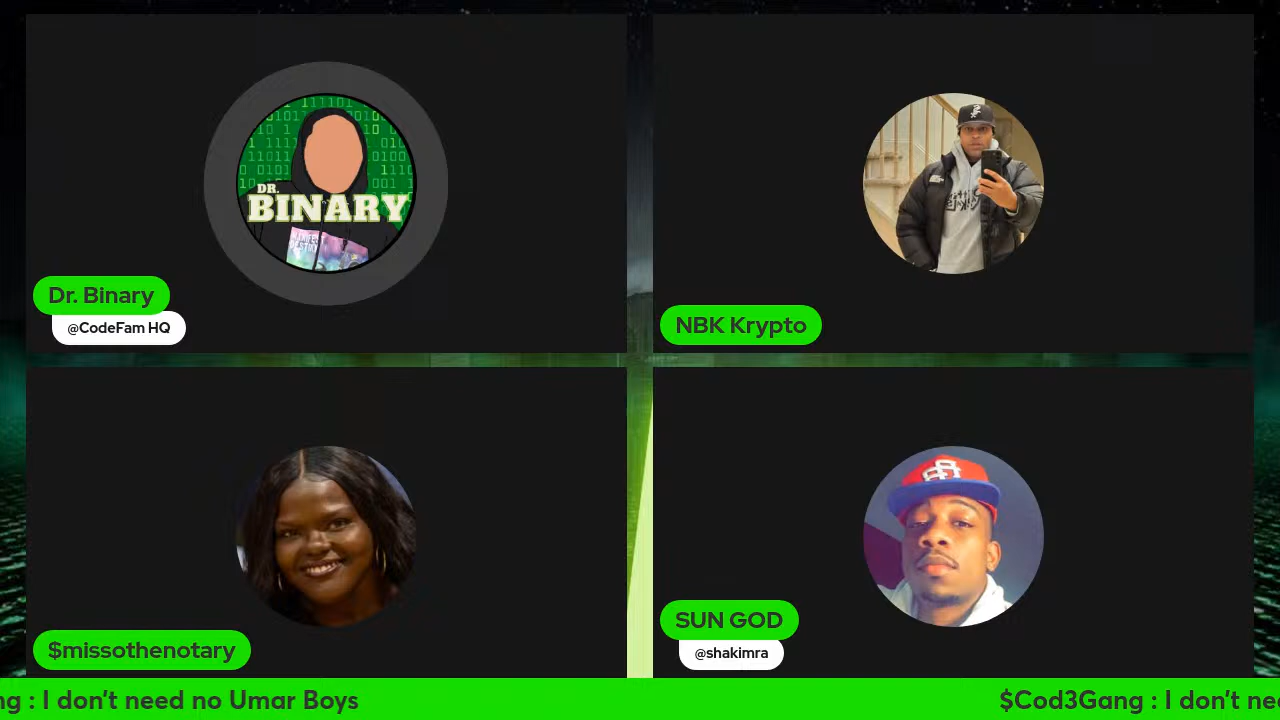 DR.
BINARY
Dr. Binary
@CodeFam HQ
NBK Krypto
$missothenotary
SUN GOD
@shakimra
ng : I don't need no Umar Boys
$Cod3Gang : I don't nee